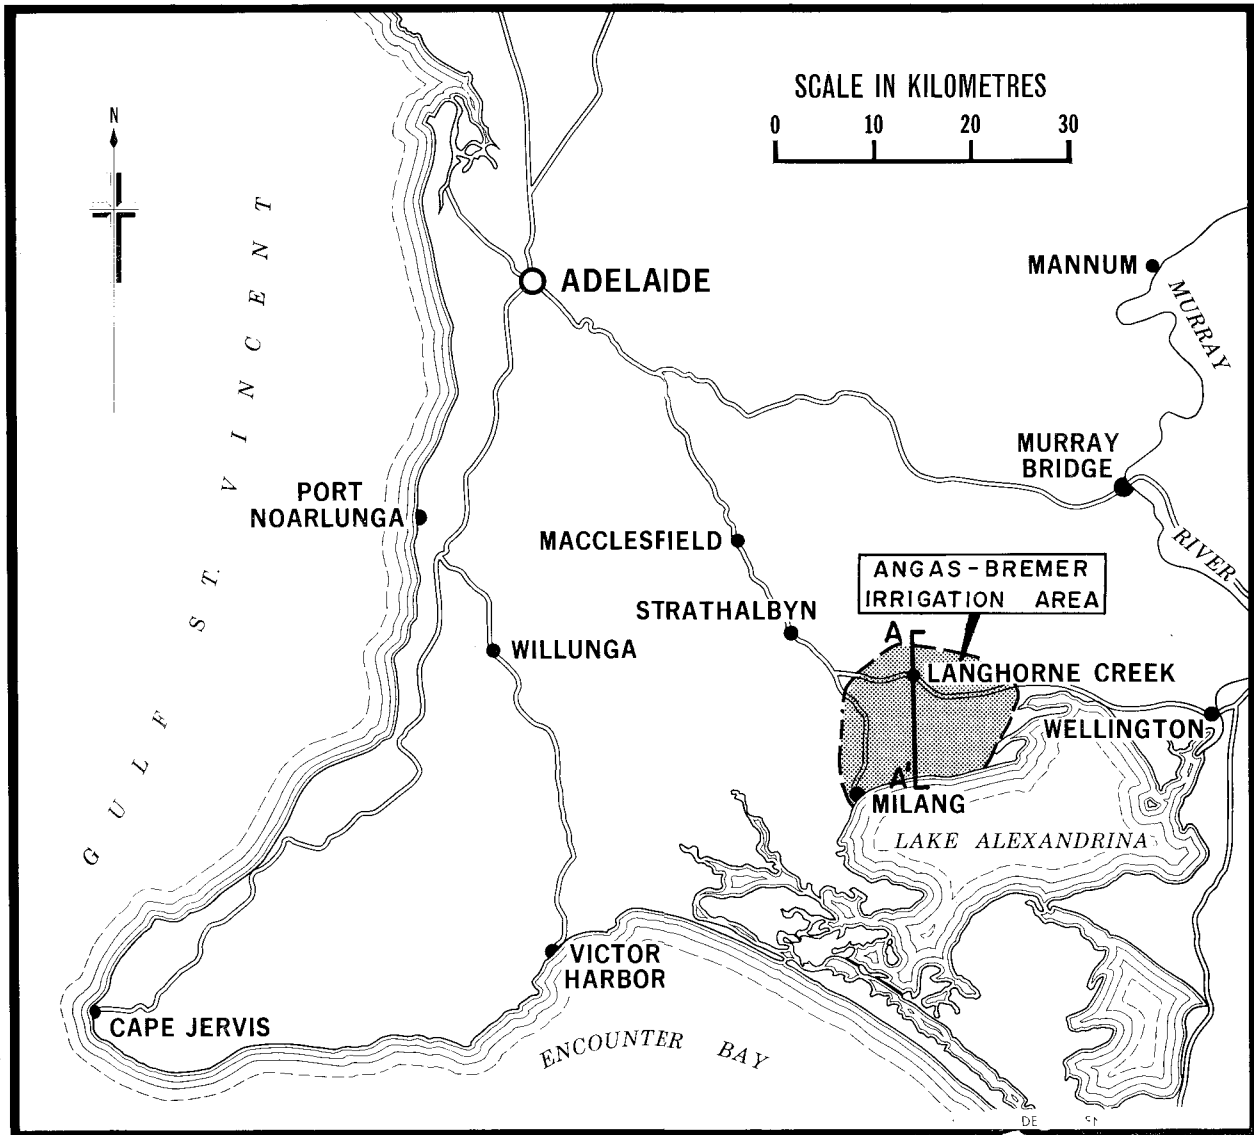 SCALE IN KILOMETRES
0 10 20 30
N
GULF ST. VINCENT
ADELAIDE
MANNUM
MURRAY
MURRAY
BRIDGE
PORT
NOARLUNGA
MACCLESFIELD
RIVER
ANGAS-BREMER
IRRIGATION AREA
STRATHALBYN
A
WILLUNGA
LANGHORNE CREEK
WELLINGTON
A'
MILANG
LAKE ALEXANDRINA
VICTOR
HARBOR
CAPE JERVIS
ENCOUNTER BAY
DE